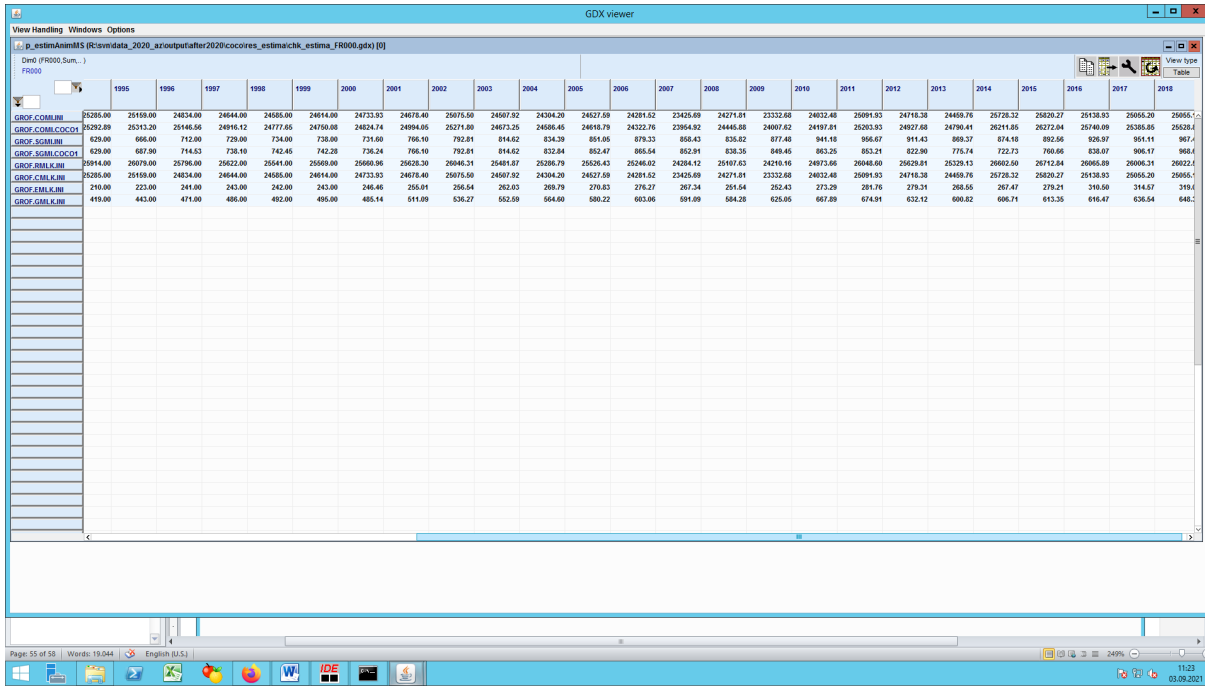 GDX viewer
View Handling Windows Options
p_estimAnimMS (R:\svn\data_2020_az\output\after2020\coco\res_estima\chk_estima_FR000.gdx) [0]
Dim0 (FR000,Sum,.. )
FR000
View type
Table
1995 1996 1997 1998 1999 2000 2001 2002 2003 2004 2005 2006 2007 2008 2009 2010 2011 2012 2013 2014 2015 2016 2017 2018
GROF.COMI.INI 25285.00 25159.00 24834.00 24644.00 24585.00 24614.00 24733.93 24678.40 25075.50 24507.92 24304.20 24527.59 24281.52 23425.69 24271.81 23332.68 24032.48 25091.93 24718.38 24459.76 25728.32 25820.27 25138.93 25055.20 25055.
GROF.COMI.COCO1 25292.89 25313.20 25146.56 24916.12 24777.65 24750.08 24824.74 24994.05 25271.80 24673.25 24586.45 24618.79 24322.76 23954.92 24445.88 24007.62 24197.81 25203.93 24927.68 24790.41 26211.85 26272.04 25740.09 25385.85 25528.
GROF.SGMI.INI 629.00 666.00 712.00 729.00 734.00 738.00 731.60 766.10 792.81 814.62 834.39 851.05 879.33 858.43 835.82 877.48 941.18 956.67 911.43 869.37 874.18 892.56 926.97 951.11 967.
GROF.SGMI.COCO1 629.00 687.90 714.53 738.10 742.45 742.28 736.24 766.10 792.81 814.62 832.84 852.47 865.54 852.91 838.35 849.45 863.25 853.21 822.90 775.74 722.73 760.66 838.07 906.17 968.
GROF.RMLK.INI 25914.00 26079.00 25796.00 25622.00 25541.00 25569.00 25660.96 25628.30 26046.31 25481.87 25286.79 25526.43 25246.02 24284.12 25107.63 24210.16 24973.66 26048.60 25629.81 25329.13 26602.50 26712.84 26065.89 26006.31 26022.
GROF.CMLK.INI 25285.00 25159.00 24834.00 24644.00 24585.00 24614.00 24733.93 24678.40 25075.50 24507.92 24304.20 24527.59 24281.52 23425.69 24271.81 23332.68 24032.48 25091.93 24718.38 24459.76 25728.32 25820.27 25138.93 25055.20 25055.
GROF.EMLK.INI 210.00 223.00 241.00 243.00 242.00 243.00 246.46 255.01 256.54 262.03 269.79 270.83 276.27 267.34 251.54 252.43 273.29 281.76 279.31 268.55 267.47 279.21 310.50 314.57 319.
GROF.GMLK.INI 419.00 443.00 471.00 486.00 492.00 495.00 485.14 511.09 536.27 552.59 564.60 580.22 603.06 591.09 584.28 625.05 667.89 674.91 632.12 600.82 606.71 613.35 616.47 636.54 648.
Page: 55 of 58 Words: 19.044 English (U.S.) 249%
IDE
11:23
03.09.2021